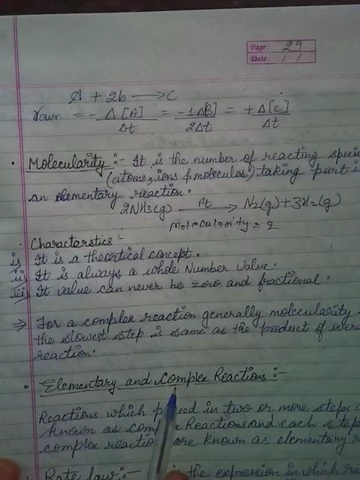 Page: 29
Date: / /
A + 2b → C
rave = - Δ[A]/Δt = -1Δ[B]/2Δt = +Δ[C]/Δt
• Molecularity :- It is the number of reacting
(atoms, ions & molecules) taking part
an elementary reaction.
2NH3(g) Pt → N2(g) + 3H2(g)
molecularity = 2
• Characterstics :-
i) It is a theortical concept.
ii) It is always a whole Number Value.
iii) It value can never be zero and fractional.
⇒ For a complex reaction generally molecularity
the slowest step is same as the product of
reaction.
• Elementary and Complex Reactions :-
Reactions which in two or more steps
known as Reactions and each step
complex are known as elementary
• Rate law :- is the expression in which